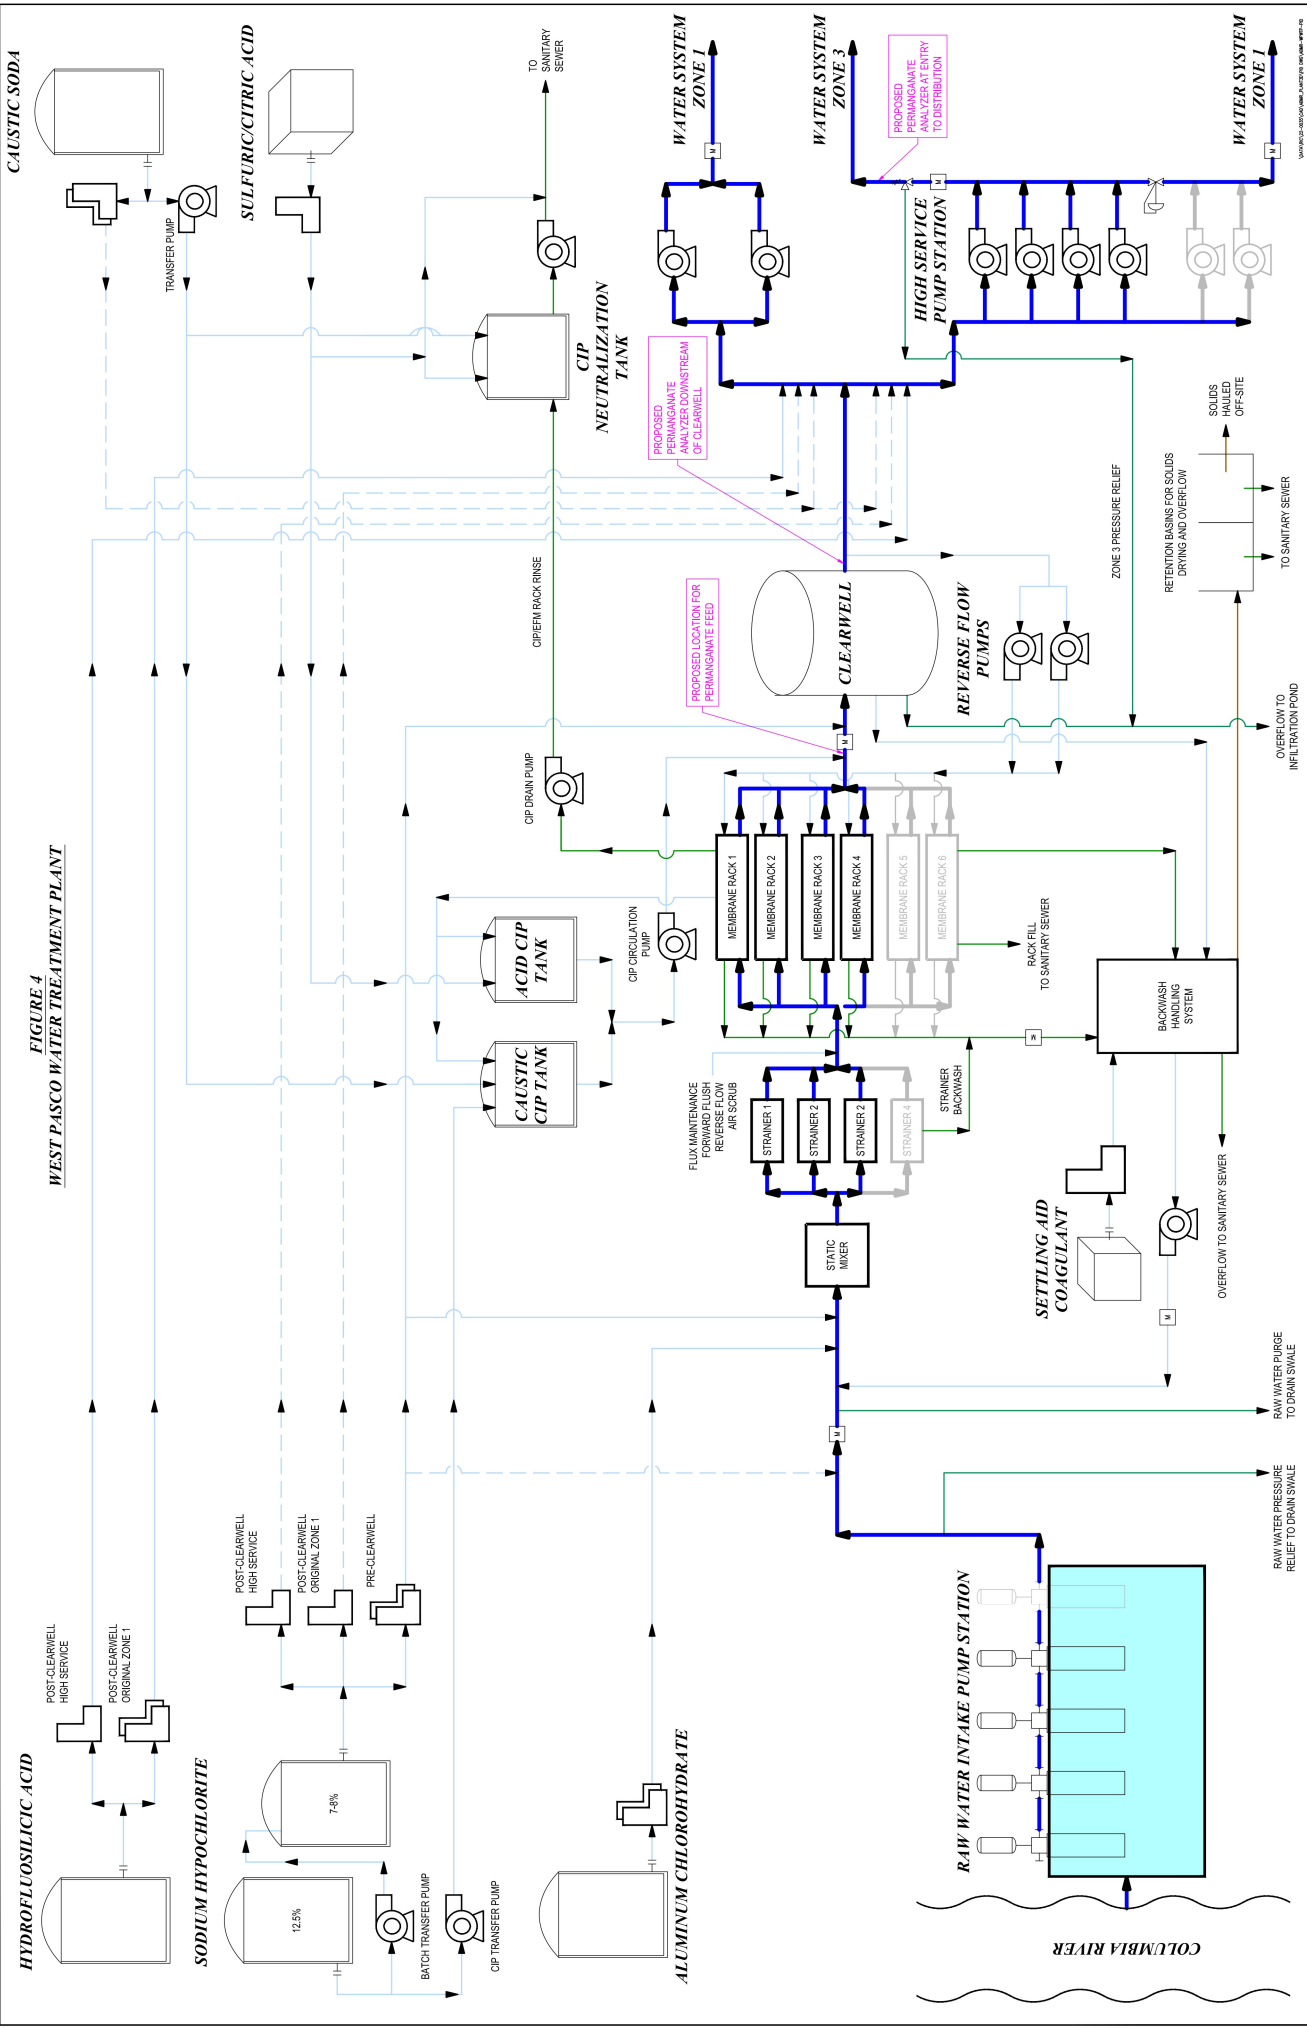 FIGURE 4
WEST PASCO WATER TREATMENT PLANT
HYDROFLUOSILICIC ACID
POST-CLEARWELL
HIGH SERVICE
POST-CLEARWELL
ORIGINAL ZONE 1
SODIUM HYPOCHLORITE
12.5%
7-8%
BATCH TRANSFER PUMP
CIP TRANSFER PUMP
POST-CLEARWELL
HIGH SERVICE
POST-CLEARWELL
ORIGINAL ZONE 1
PRE-CLEARWELL
ALUMINUM CHLOROHYDRATE
CAUSTIC SODA
TRANSFER PUMP
SULFURIC/CITRIC ACID
TO
SANITARY
SEWER
CIP
NEUTRALIZATION
TANK
CIP/EFM RACK RINSE
CIP DRAIN PUMP
ACID CIP
TANK
CAUSTIC
CIP TANK
CIP CIRCULATION
PUMP
COLUMBIA RIVER
RAW WATER INTAKE PUMP STATION
RAW WATER PRESSURE
RELIEF TO DRAIN SWALE
RAW WATER PURGE
TO DRAIN SWALE
M
STATIC
MIXER
FLUX MAINTENANCE
FORWARD FLUSH
REVERSE FLOW
AIR SCRUB
STRAINER 1
STRAINER 2
STRAINER 2
STRAINER 4
STRAINER
BACKWASH
MEMBRANE RACK 1
MEMBRANE RACK 2
MEMBRANE RACK 3
MEMBRANE RACK 4
MEMBRANE RACK 5
MEMBRANE RACK 6
RACK FILL
TO SANITARY SEWER
M
SETTLING AID
COAGULANT
M
OVERFLOW TO SANITARY SEWER
BACKWASH
HANDLING
SYSTEM
M
PROPOSED LOCATION FOR
PERMANGANATE FEED
CLEARWELL
REVERSE FLOW
PUMPS
OVERFLOW TO
INFILTRATION POND
PROPOSED
PERMANGANATE
ANALYZER DOWNSTREAM
OF CLEARWELL
ZONE 3 PRESSURE RELIEF
RETENTION BASINS FOR SOLIDS
DRYING AND OVERFLOW
SOLIDS
HAULED
OFF-SITE
TO SANITARY SEWER
HIGH SERVICE
PUMP STATION
M
M
M
WATER SYSTEM
ZONE 1
WATER SYSTEM
ZONE 3
PROPOSED
PERMANGANATE
ANALYZER AT ENTRY
TO DISTRIBUTION
WATER SYSTEM
ZONE 1